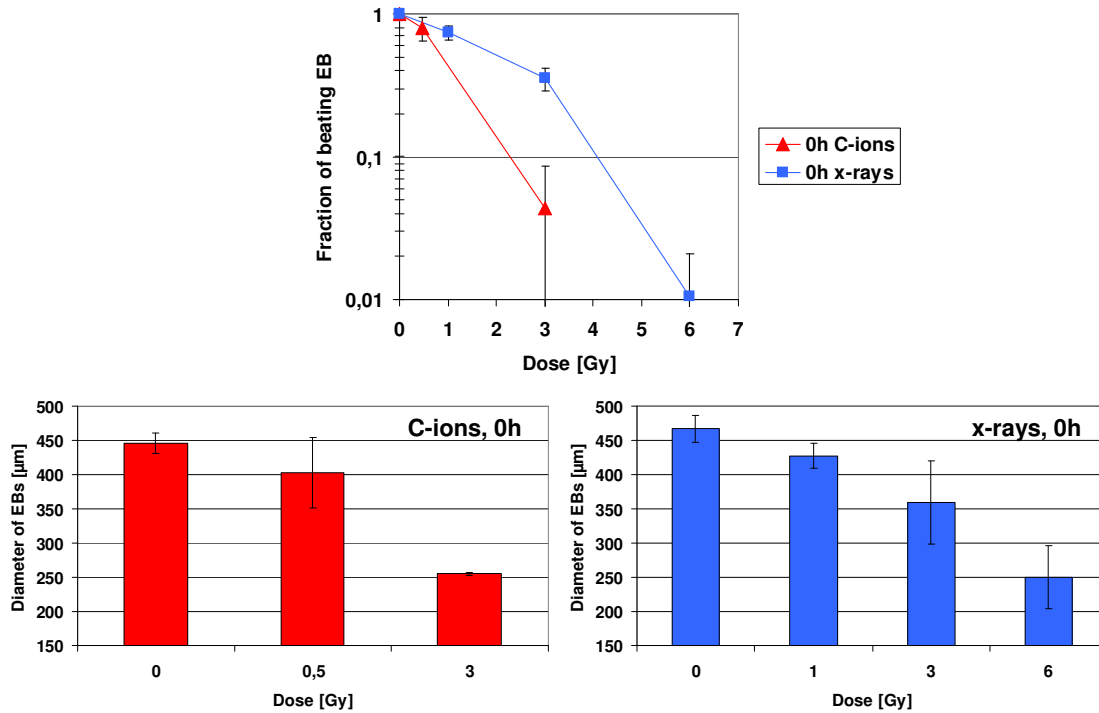 1
0,1
0,01
Fraction of beating EB
0 1 2 3 4 5 6 7
Dose [Gy]
0h C-ions
0h x-rays
C-ions, 0h
500
450
400
350
300
250
200
150
Diameter of EBs [µm]
0 0,5 3
Dose [Gy]
x-rays, 0h
500
450
400
350
300
250
200
150
Diameter of EBs [µm]
0 1 3 6
Dose [Gy]